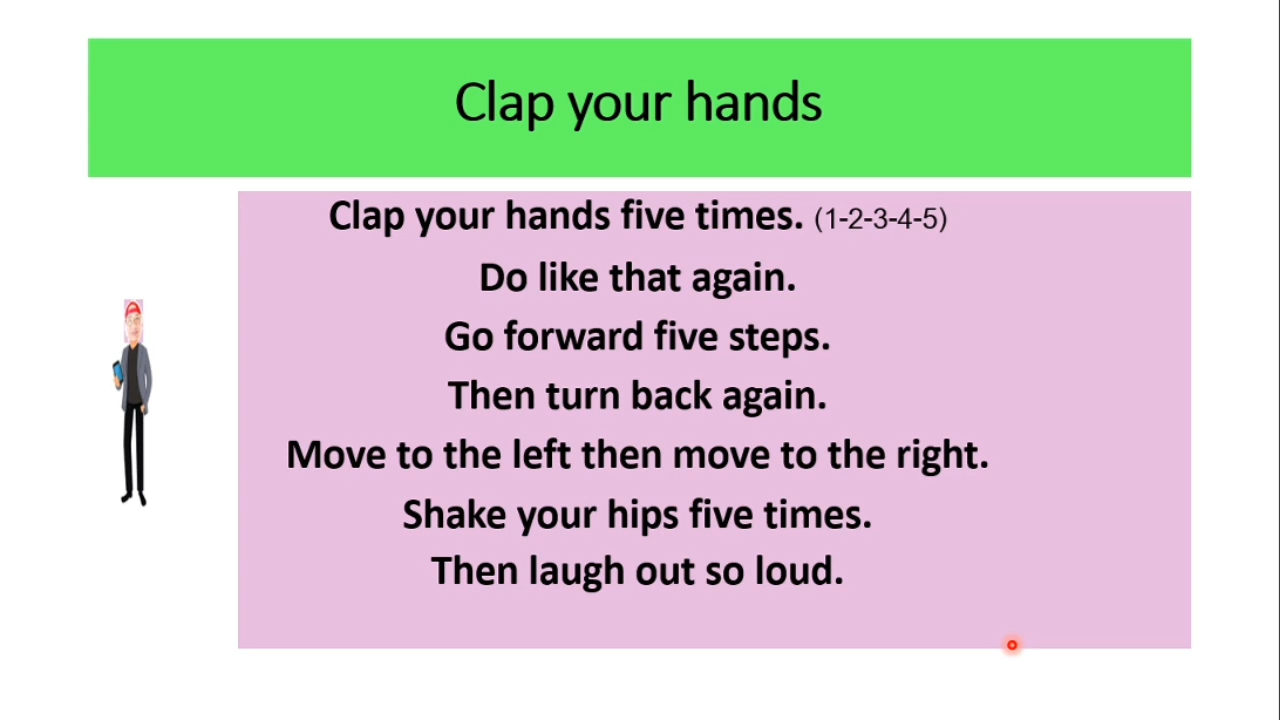 Clap your hands
Clap your hands five times. (1-2-3-4-5)
Do like that again.
Go forward five steps.
Then turn back again.
Move to the left then move to the right.
Shake your hips five times.
Then laugh out so loud.